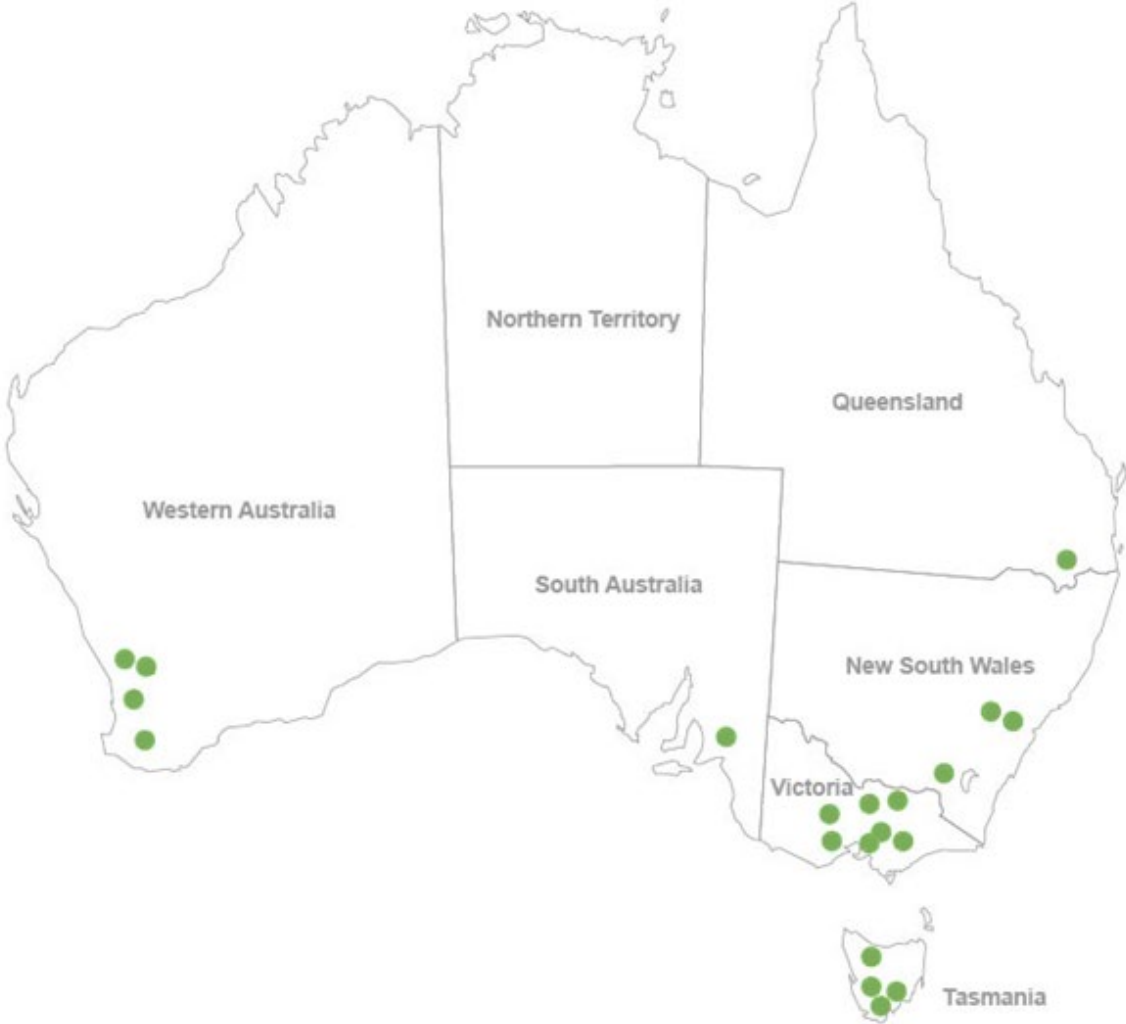 Northern Territory
Queensland
Western Australia
South Australia
New South Wales
Victoria
Tasmania